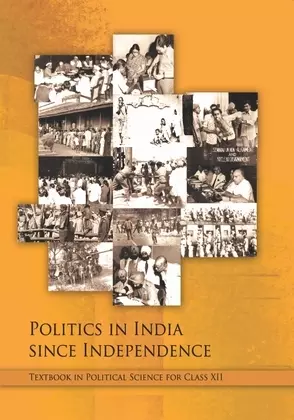 POLITICS IN INDIA
SINCE INDEPENDENCE
TEXTBOOK IN POLITICAL SCIENCE FOR CLASS XII